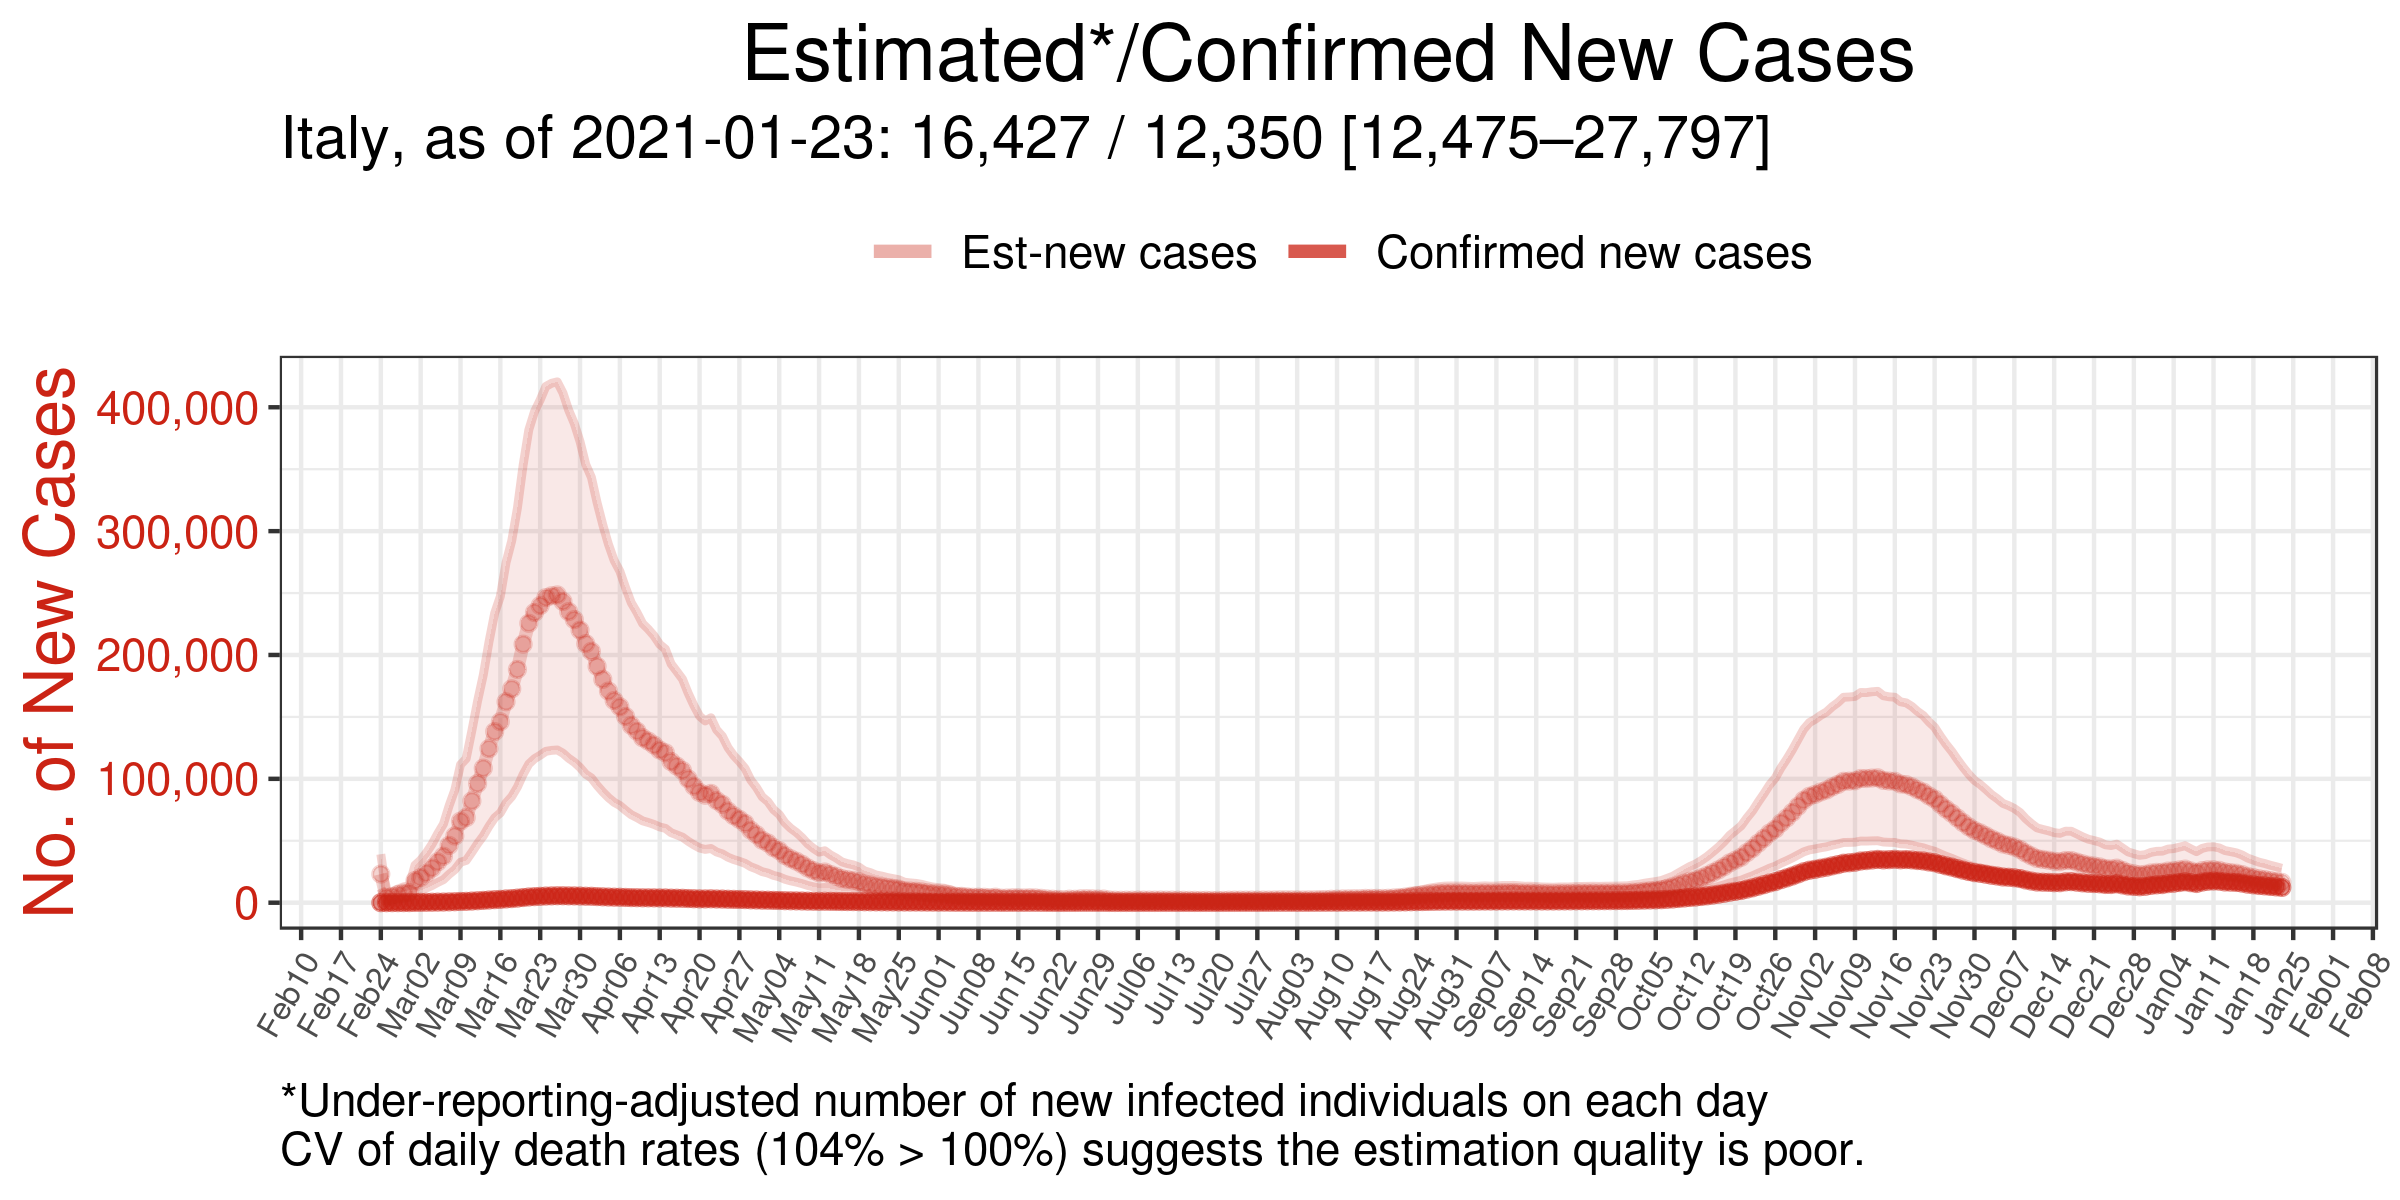 Estimated*/Confirmed New Cases
Italy, as of 2021-01-23: 16,427 / 12,350 [12,475–27,797]
Est-new cases
Confirmed new cases
No. of New Cases
400,000
300,000
200,000
100,000
0
Feb10
Feb17
Feb24
Mar02
Mar09
Mar16
Mar23
Mar30
Apr06
Apr13
Apr20
Apr27
May04
May11
May18
May25
Jun01
Jun08
Jun15
Jun22
Jun29
Jul06
Jul13
Jul20
Jul27
Aug03
Aug10
Aug17
Aug24
Aug31
Sep07
Sep14
Sep21
Sep28
Oct05
Oct12
Oct19
Oct26
Nov02
Nov09
Nov16
Nov23
Nov30
Dec07
Dec14
Dec21
Dec28
Jan04
Jan11
Jan18
Jan25
Feb01
Feb08
*Under-reporting-adjusted number of new infected individuals on each day
CV of daily death rates (104% > 100%) suggests the estimation quality is poor.